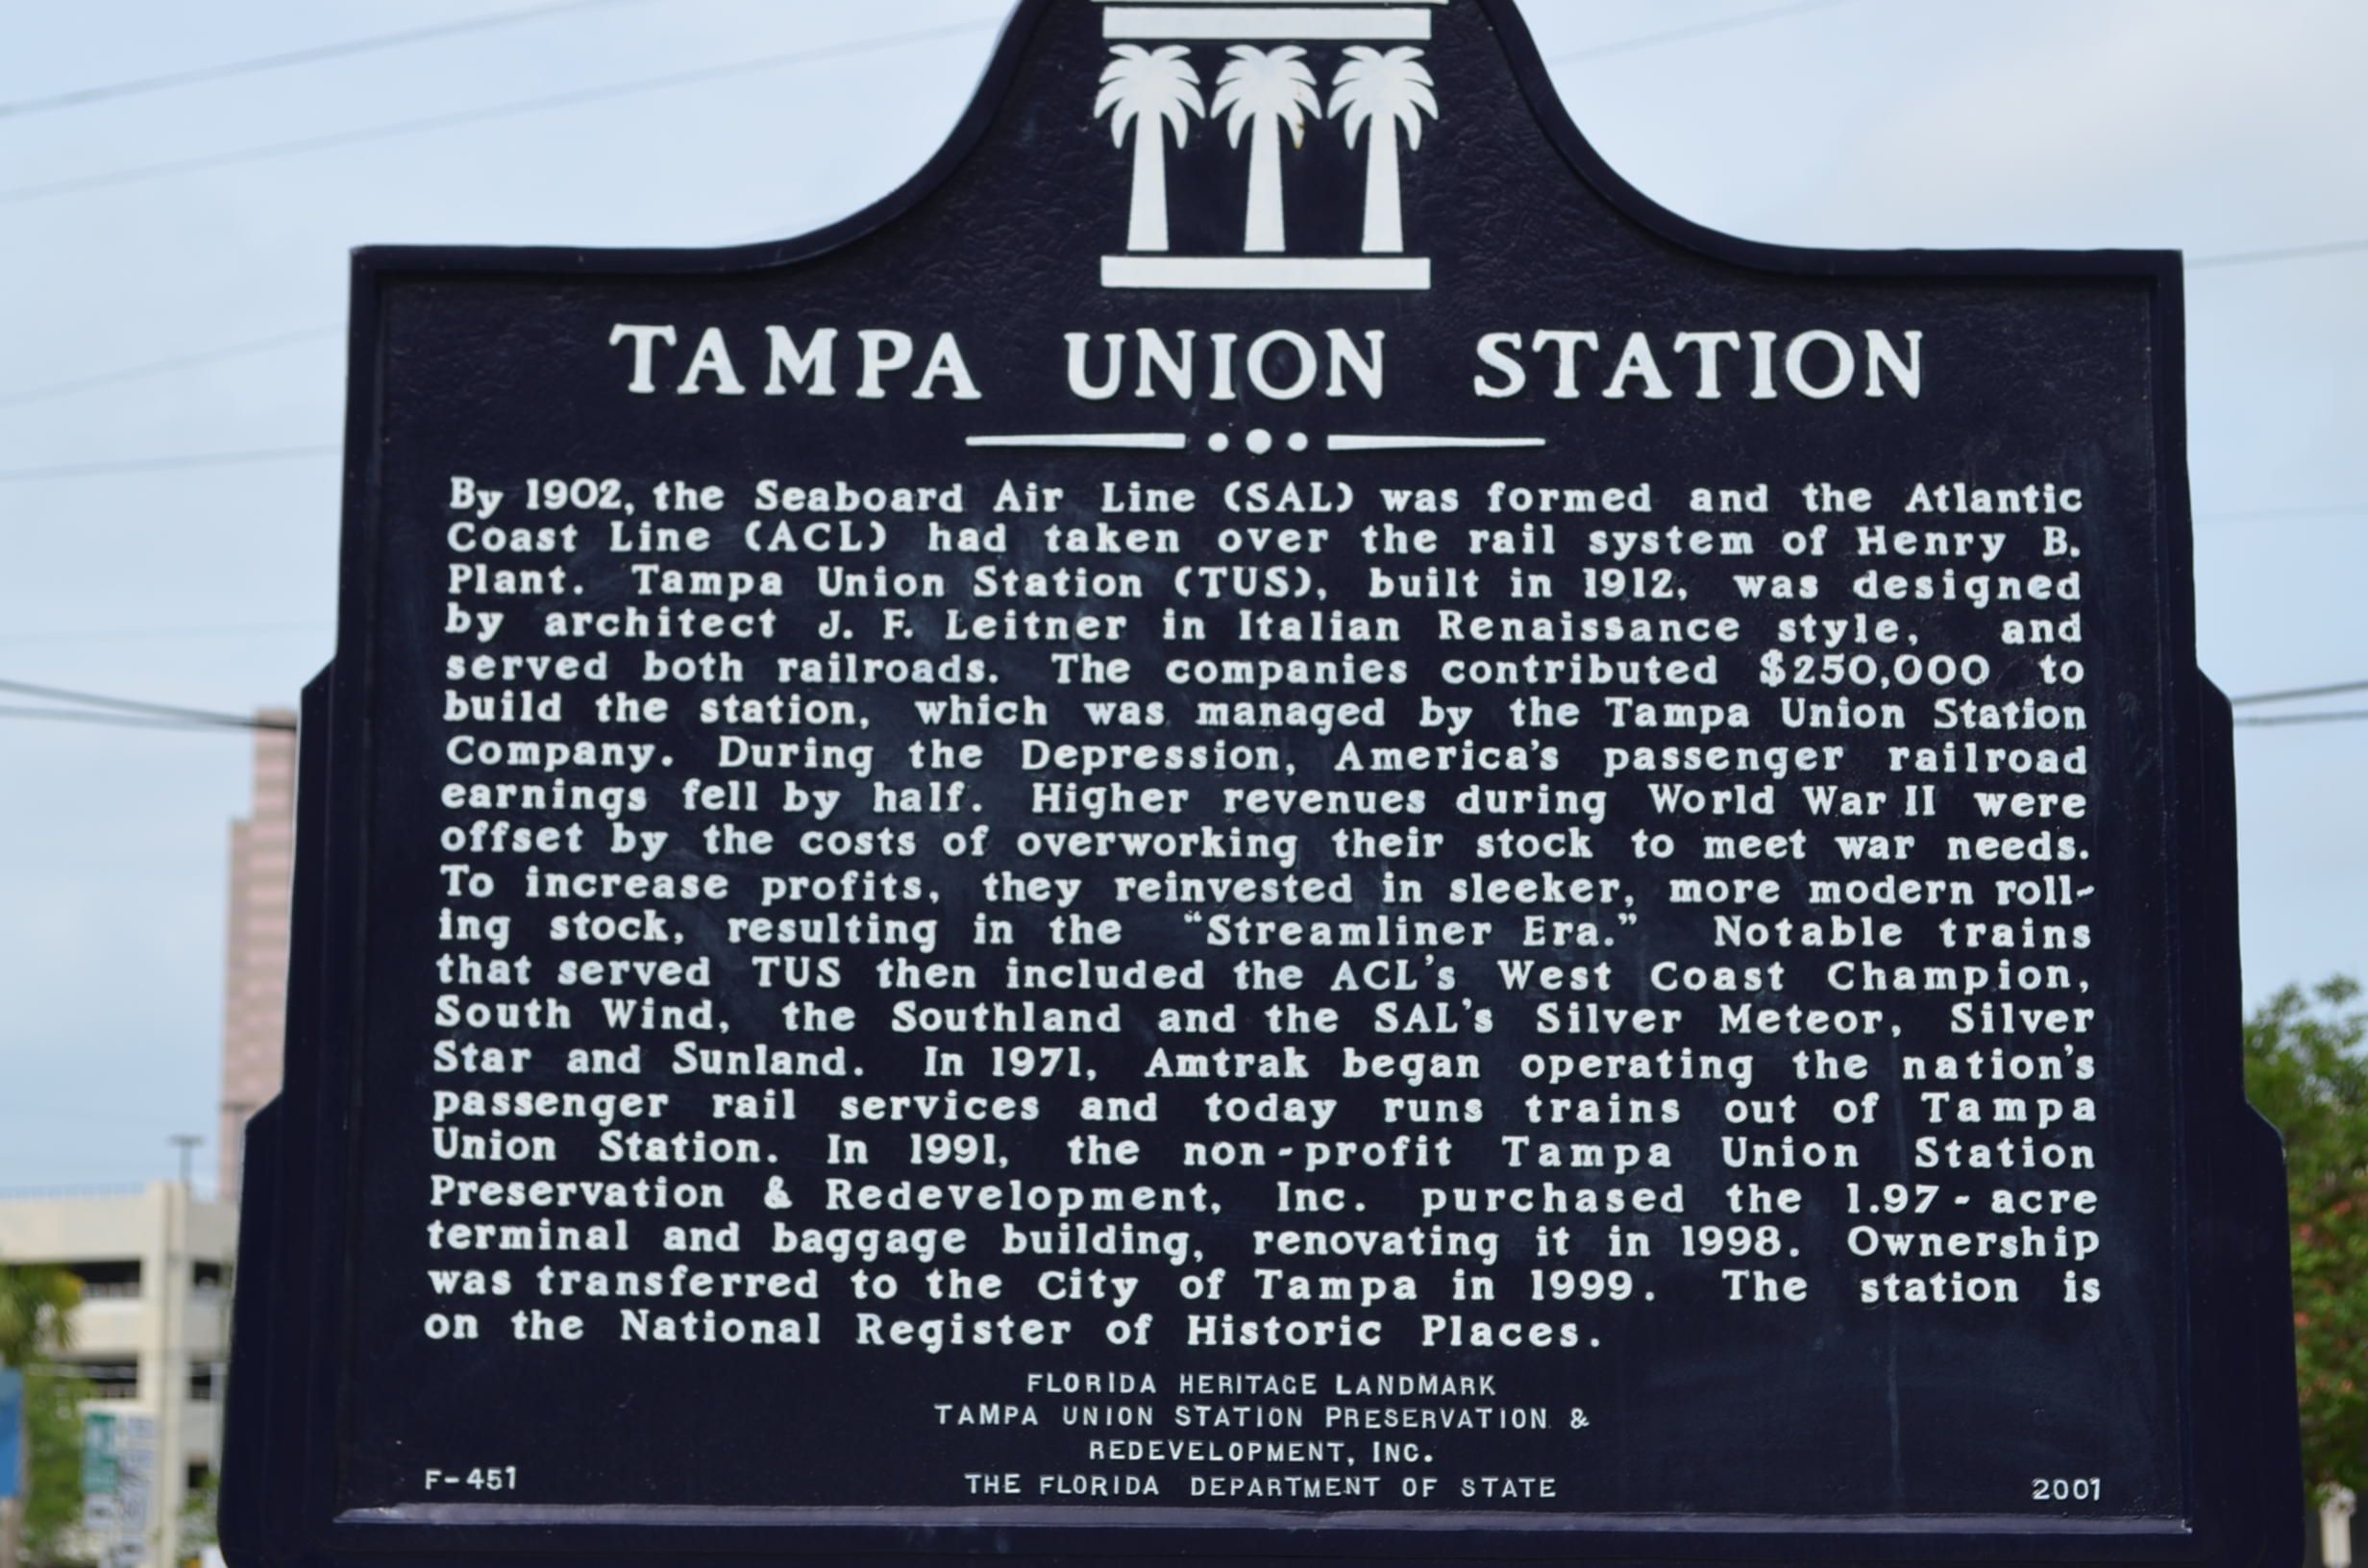 TAMPA UNION STATION
By 1902, the Seaboard Air Line (SAL) was formed and the Atlantic
Coast Line (ACL) had taken over the rail system of Henry B.
Plant. Tampa Union Station (TUS), built in 1912, was designed
by architect J. F. Leitner in Italian Renaissance style, and
served both railroads. The companies contributed $250,000 to
build the station, which was managed by the Tampa Union Station
Company. During the Depression, America's passenger railroad
earnings fell by half. Higher revenues during World War II were
offset by the costs of overworking their stock to meet war needs.
To increase profits, they reinvested in sleeker, more modern roll-
ing stock, resulting in the "Streamliner Era." Notable trains
that served TUS then included the ACL's West Coast Champion,
South Wind, the Southland and the SAL's Silver Meteor, Silver
Star and Sunland. In 1971, Amtrak began operating the nation's
passenger rail services and today runs trains out of Tampa
Union Station. In 1991, the non-profit Tampa Union Station
Preservation & Redevelopment, Inc. purchased the 1.97-acre
terminal and baggage building, renovating it in 1998. Ownership
was transferred to the City of Tampa in 1999. The station is
on the National Register of Historic Places.
FLORIDA HERITAGE LANDMARK
TAMPA UNION STATION PRESERVATION &
REDEVELOPMENT, INC.
F-451 THE FLORIDA DEPARTMENT OF STATE 2001